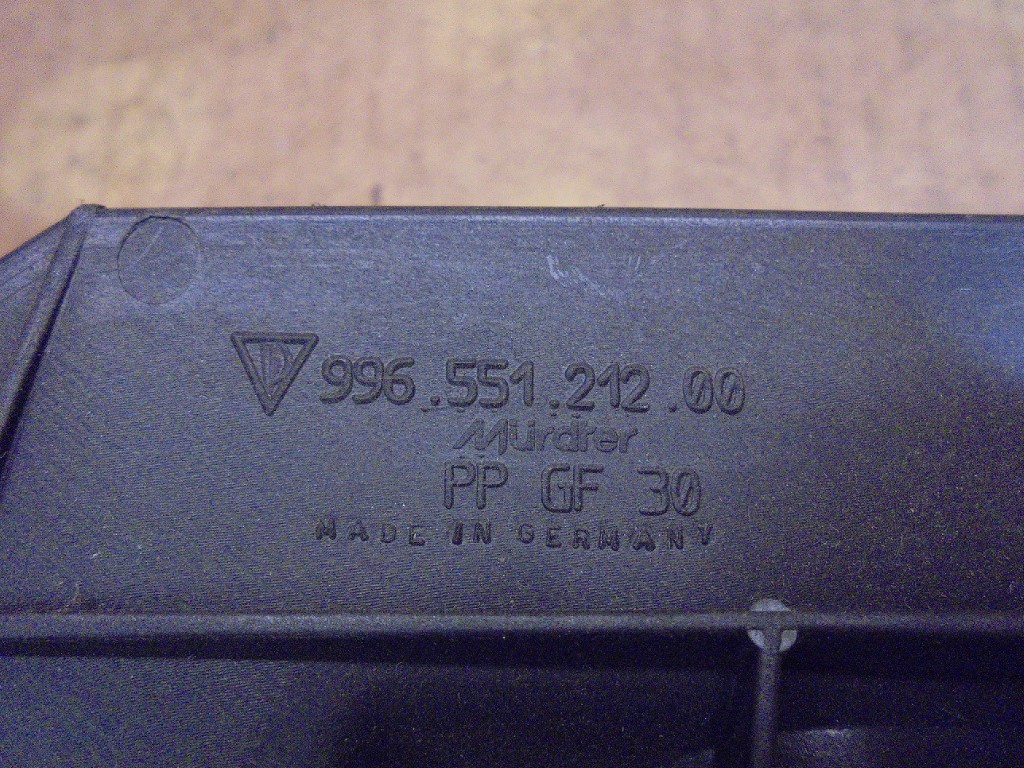 996.551.212.00
Mürdter
PP GF 30
MADE IN GERMANY